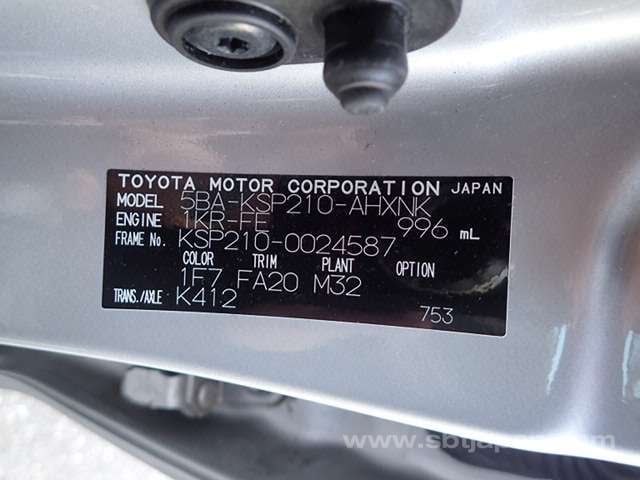 TOYOTA MOTOR CORPORATION JAPAN
MODEL 5BA-KSP210-AHXNK
ENGINE 1KR-FE 996 mL
FRAME No. KSP210-0024587
COLOR TRIM PLANT OPTION
1F7 FA20 M32
TRANS./AXLE K412
753
www.sbtjapan.com